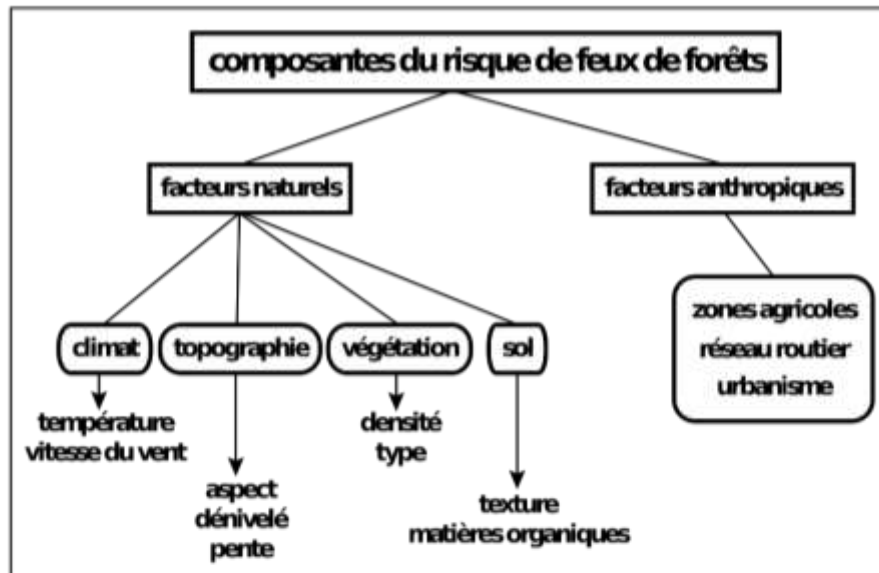 composantes du risque de feux de forêts
facteurs naturels
facteurs anthropiques
climat
topographie
végétation
sol
zones agricoles
réseau routier
urbanisme
température
vitesse du vent
densité
type
aspect
dénivelé
pente
texture
matières organiques